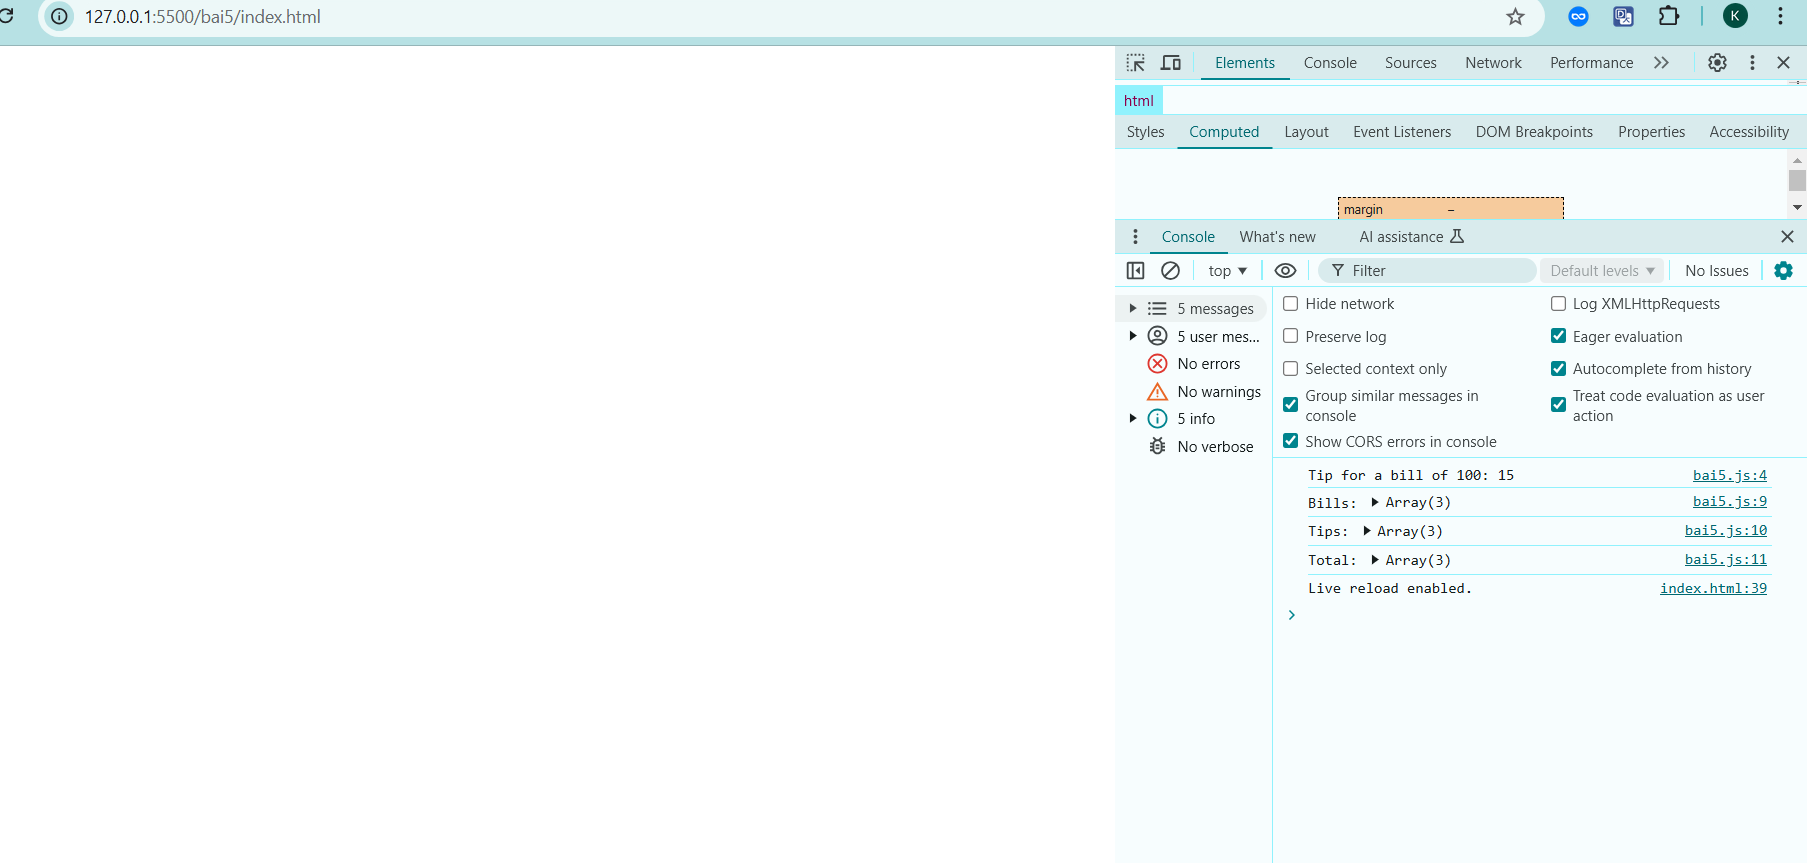 127.0.0.1:5500/bai5/index.html
K
Elements Console Sources Network Performance
html
Styles Computed Layout Event Listeners DOM Breakpoints Properties Accessibility
margin –
Console What's new AI assistance
top Filter Default levels No Issues
5 messages
5 user mes...
No errors
No warnings
5 info
No verbose
Hide network Log XMLHttpRequests
Preserve log Eager evaluation
Selected context only Autocomplete from history
Group similar messages in console Treat code evaluation as user action
Show CORS errors in console
Tip for a bill of 100: 15 bai5.js:4
Bills: Array(3) bai5.js:9
Tips: Array(3) bai5.js:10
Total: Array(3) bai5.js:11
Live reload enabled. index.html:39